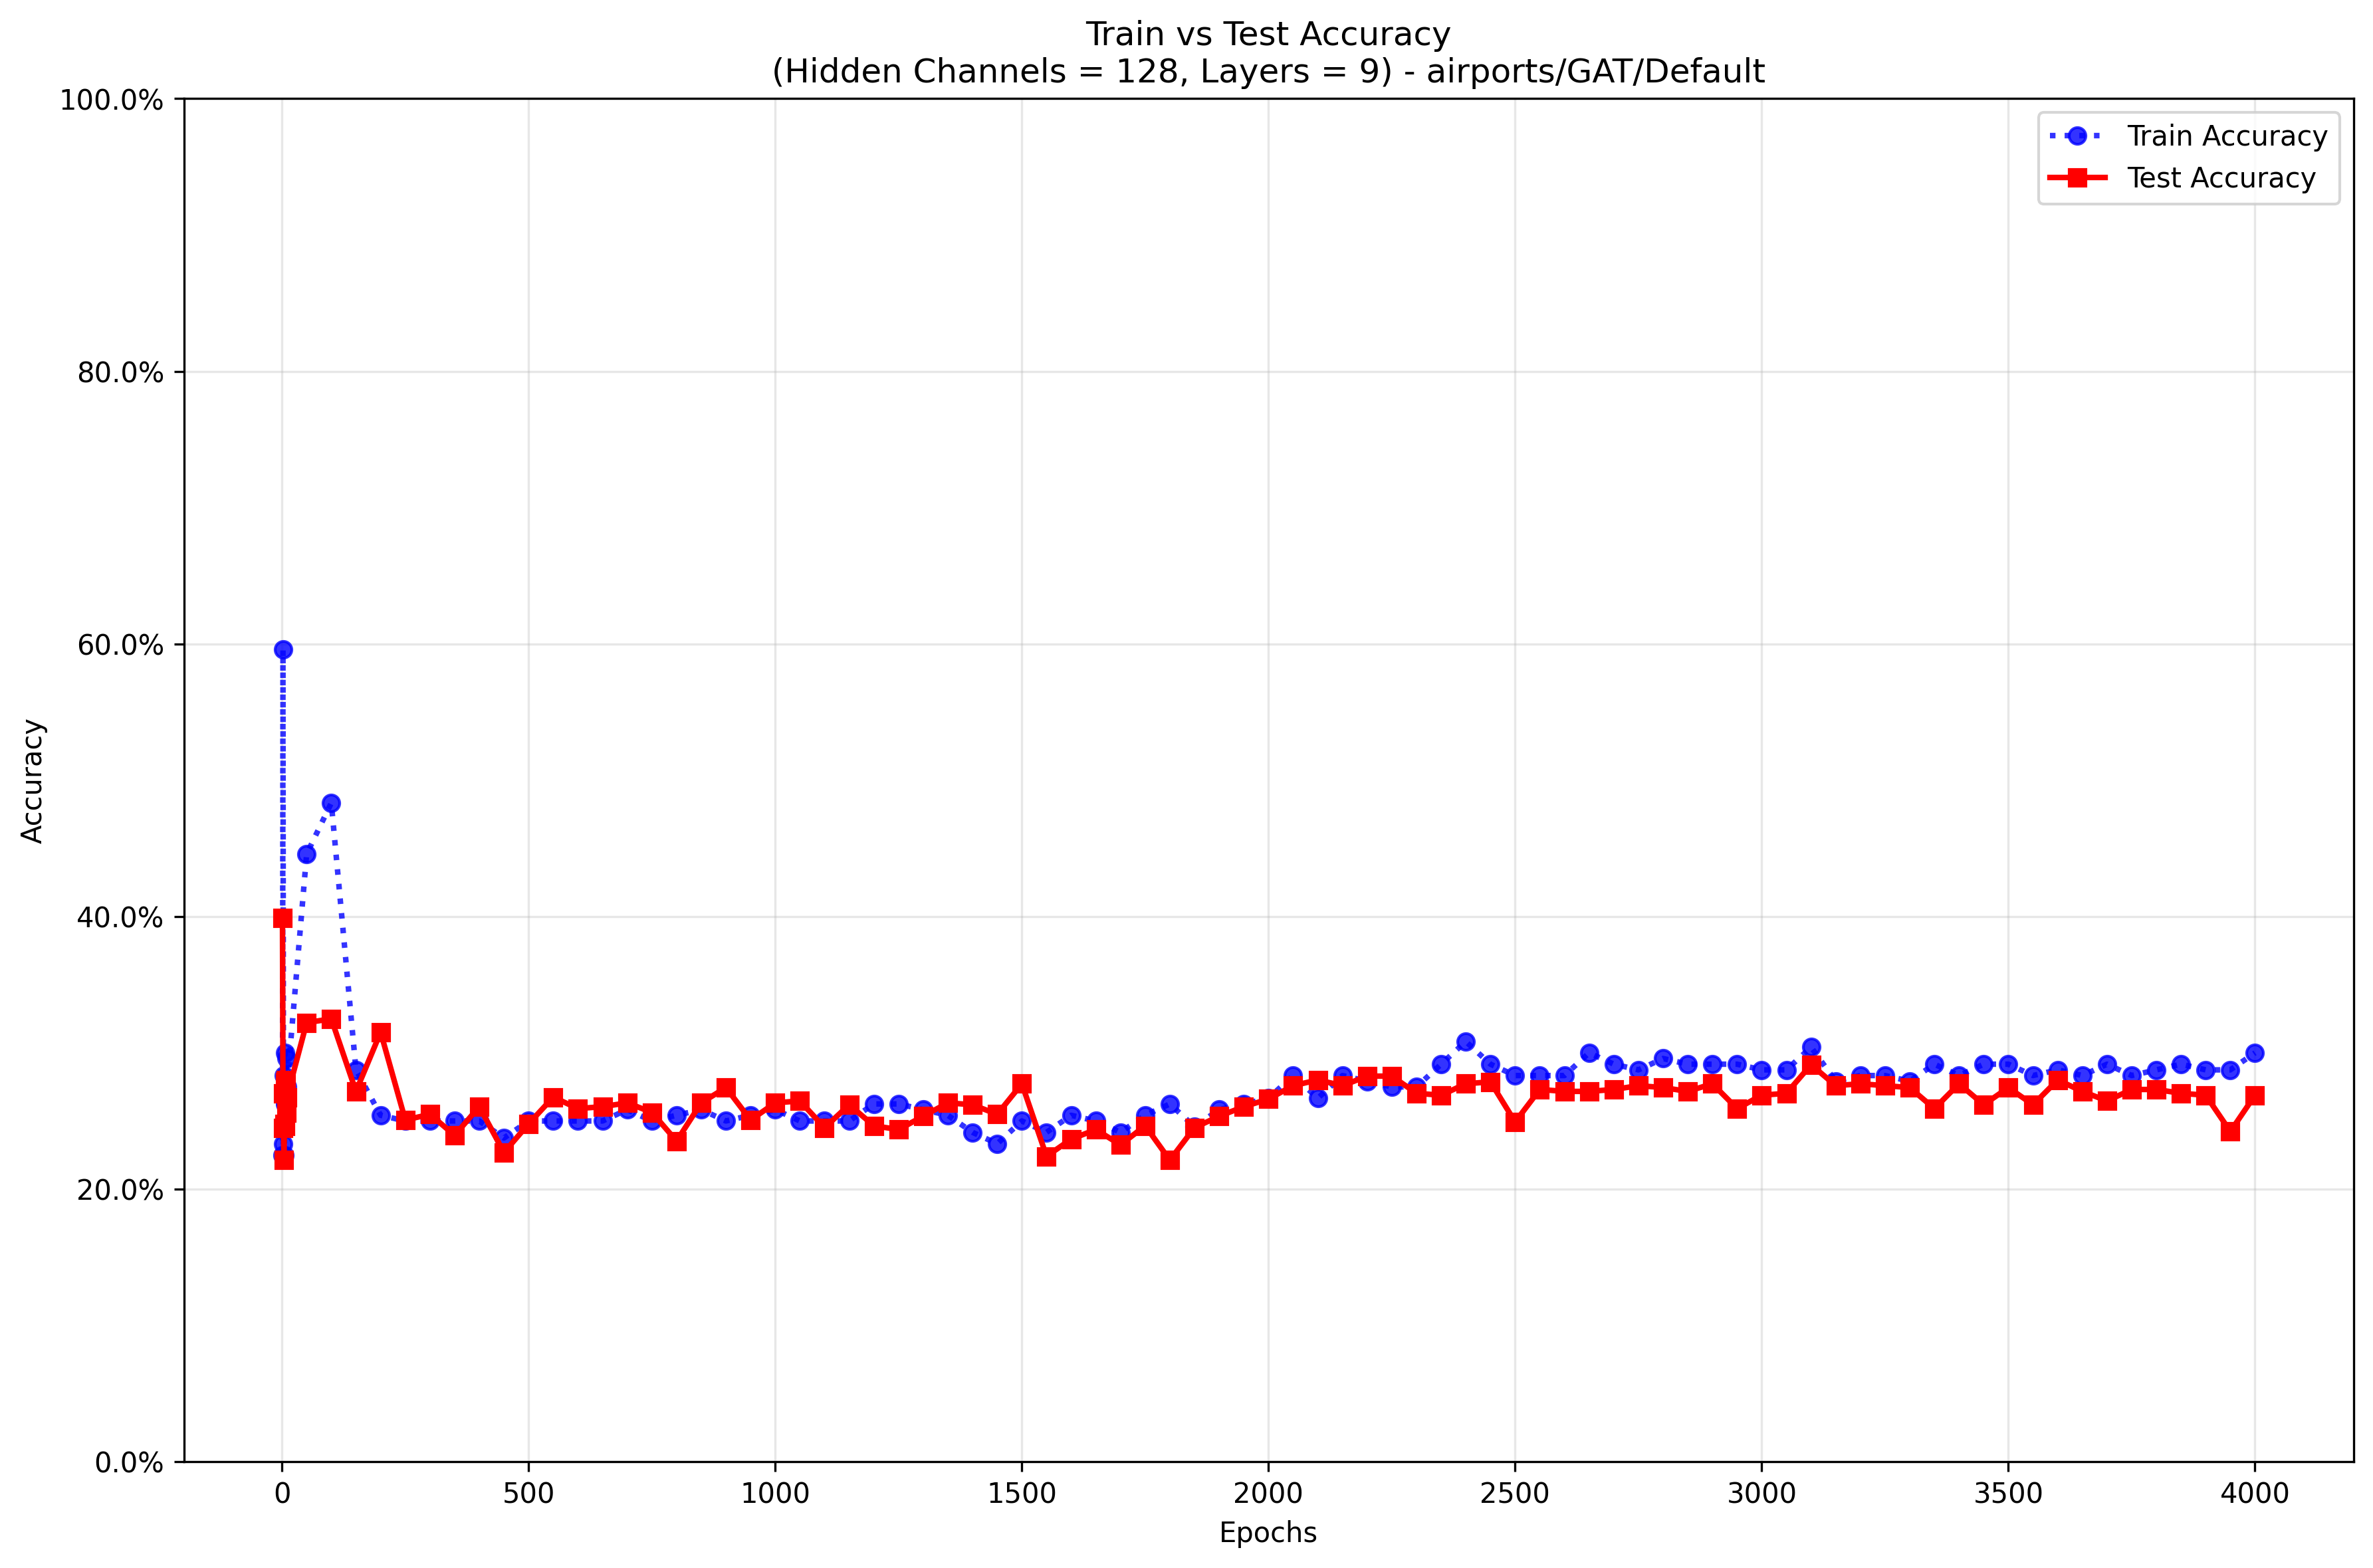 Train vs Test Accuracy
(Hidden Channels = 128, Layers = 9) - airports/GAT/Default
100.0%
80.0%
60.0%
40.0%
20.0%
0.0%
Accuracy
Train Accuracy
Test Accuracy
0
500
1000
1500
2000
2500
3000
3500
4000
Epochs